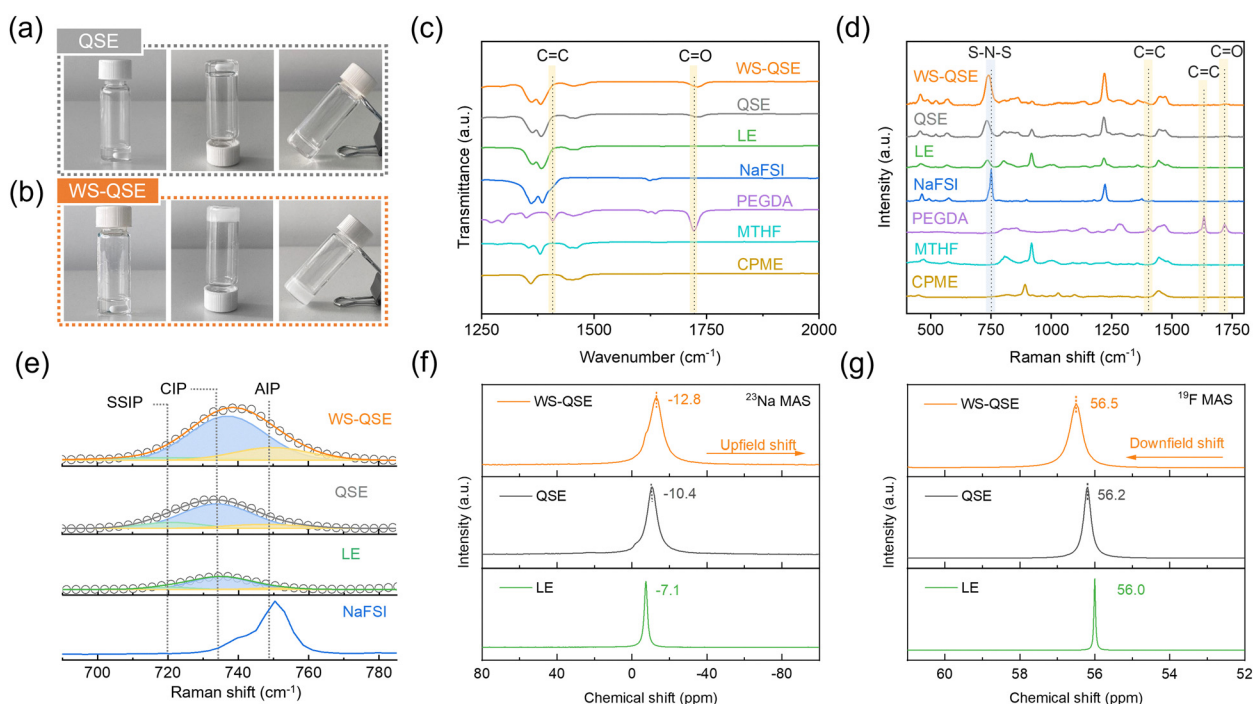 (a)
QSE
(b)
WS-QSE
(c)
C=C
C=O
WS-QSE
QSE
LE
NaFSI
PEGDA
MTHF
CPME
Transmittance (a.u.)
1250
1500
1750
2000
Wavenumber (cm⁻¹)
(d)
S-N-S
C=C
C=C
C=O
WS-QSE
QSE
LE
NaFSI
PEGDA
MTHF
CPME
Intensity (a.u.)
500
750
1000
1250
1500
1750
Raman shift (cm⁻¹)
(e)
SSIP
CIP
AIP
WS-QSE
QSE
LE
NaFSI
Intensity (a.u.)
700
720
740
760
780
Raman shift (cm⁻¹)
(f)
WS-QSE
-12.8
²³Na MAS
Upfield shift
QSE
-10.4
LE
-7.1
Intensity (a.u.)
80
40
0
-40
-80
Chemical shift (ppm)
(g)
WS-QSE
56.5
¹⁹F MAS
Downfield shift
QSE
56.2
LE
56.0
Intensity (a.u.)
60
58
56
54
52
Chemical shift (ppm)